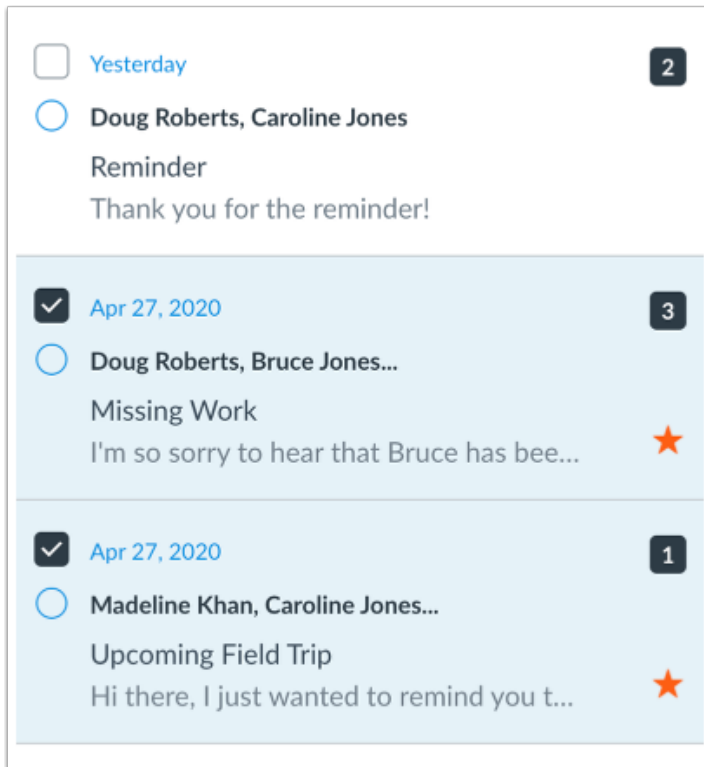 Yesterday
2
Doug Roberts, Caroline Jones
Reminder
Thank you for the reminder!
Apr 27, 2020
3
Doug Roberts, Bruce Jones...
Missing Work
I'm so sorry to hear that Bruce has bee...
Apr 27, 2020
1
Madeline Khan, Caroline Jones...
Upcoming Field Trip
Hi there, I just wanted to remind you t...